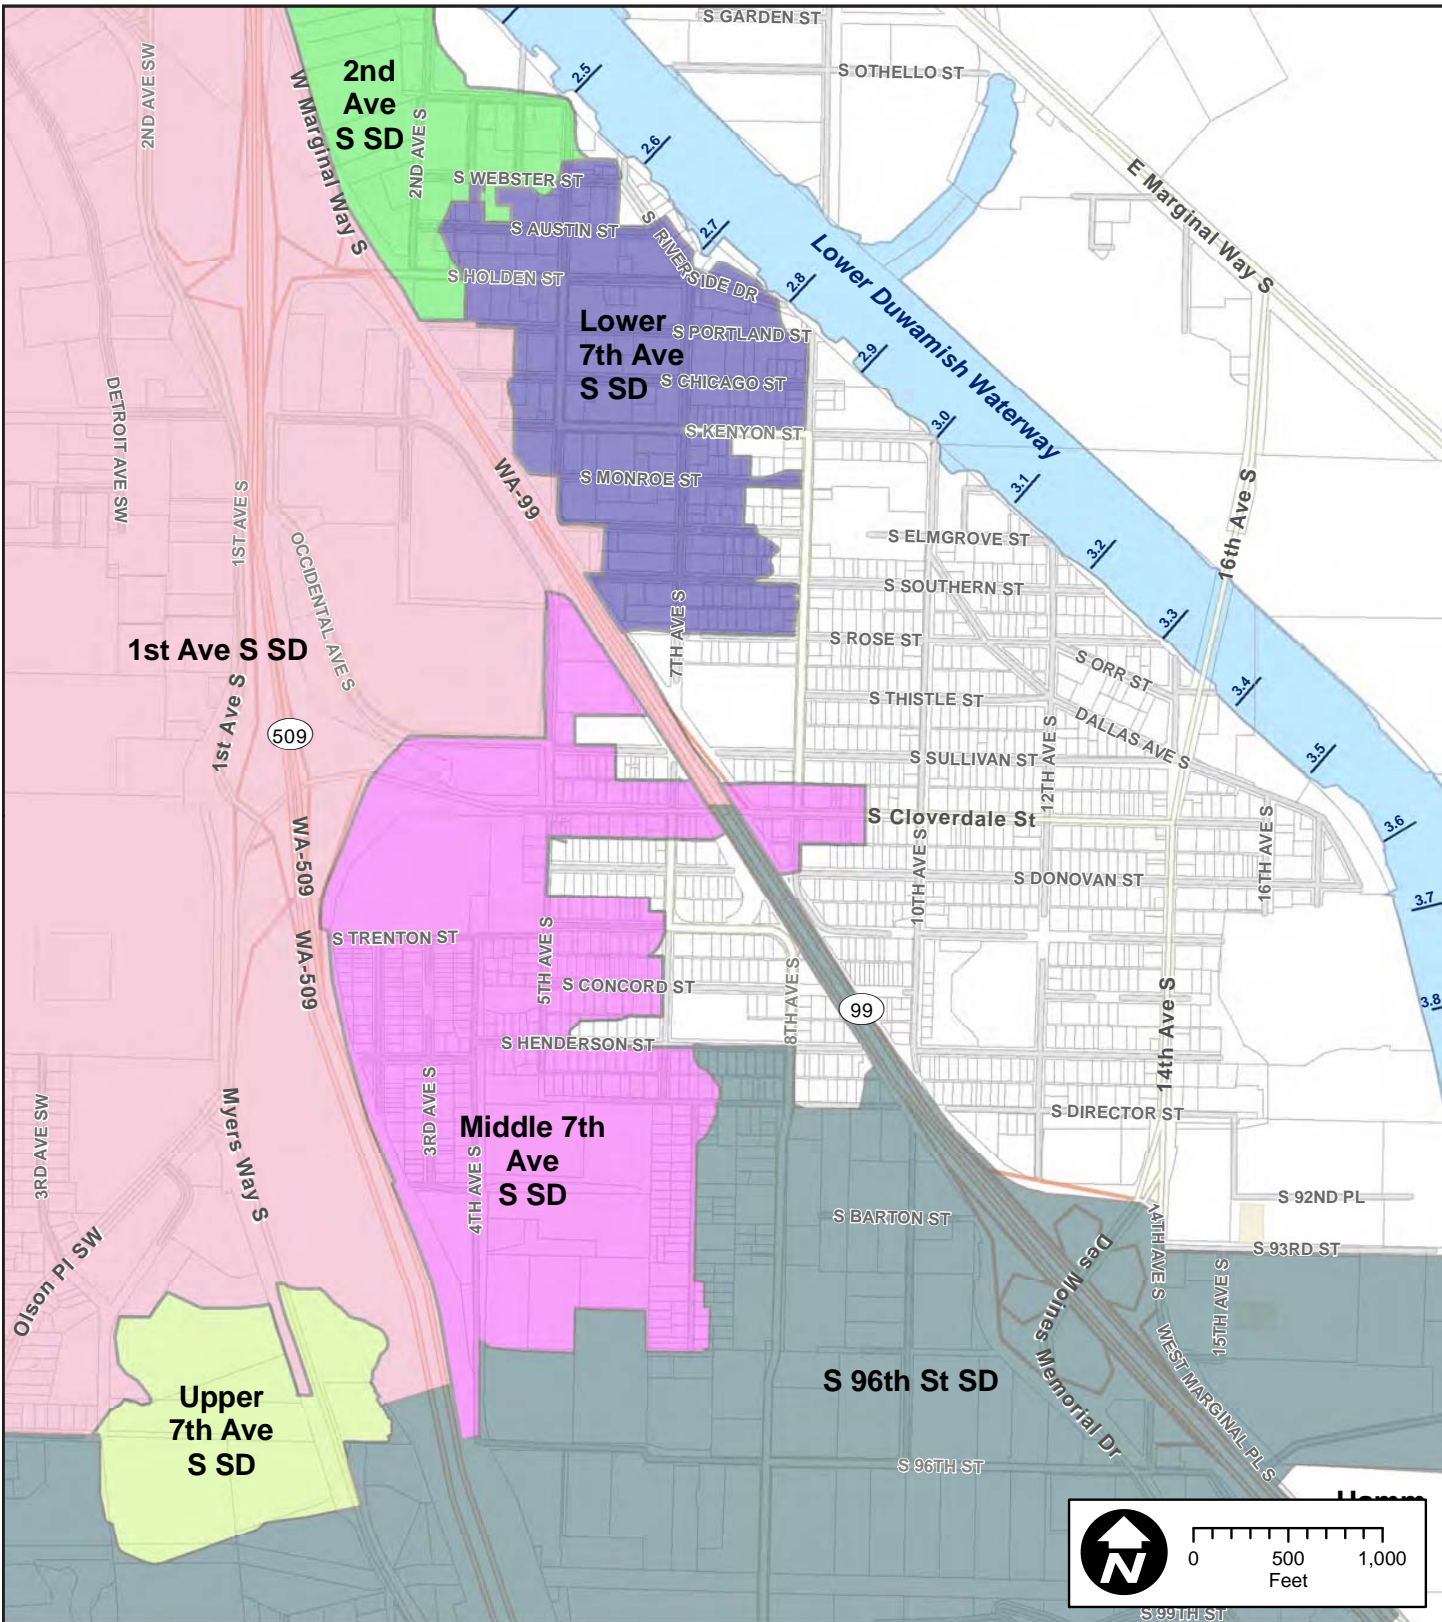 S GARDEN ST
S OTHELLO ST
2ND AVE SW
W Marginal Way S
2nd
Ave
S SD
2ND AVE S
2.5
2.6
E Marginal Way S
S WEBSTER ST
S AUSTIN ST
S RIVERSIDE DR
2.7
2.8
Lower Duwamish Waterway
S HOLDEN ST
Lower
7th Ave
S SD
S PORTLAND ST
2.9
S CHICAGO ST
DETROIT AVE SW
S KENYON ST
3.0
S MONROE ST
WA-99
3.1
16th Ave S
1ST AVE S
OCCIDENTAL AVE S
S ELMGROVE ST
3.2
S SOUTHERN ST
7TH AVE S
3.3
S ROSE ST
1st Ave S SD
S ORR ST
1st Ave S
S THISTLE ST
3.4
509
DALLAS AVE S
12TH AVE S
S SULLIVAN ST
3.5
S Cloverdale St
3.6
WA-509
10TH AVE S
16TH AVE S
S DONOVAN ST
3.7
WA-509
S TRENTON ST
5TH AVE S
S CONCORD ST
8TH AVE S
99
14th Ave S
3.8
S HENDERSON ST
3RD AVE SW
Myers Way S
3RD AVE S
Middle 7th
Ave
S SD
4TH AVE S
S DIRECTOR ST
S 92ND PL
S BARTON ST
14TH AVE S
S 93RD ST
Olson Pl SW
Des Moines Memorial Dr
15TH AVE S
WEST MARGINAL PL S
S 96th St SD
Upper
7th Ave
S SD
S 96TH ST
N
0
500
1,000
Feet
S 99TH ST